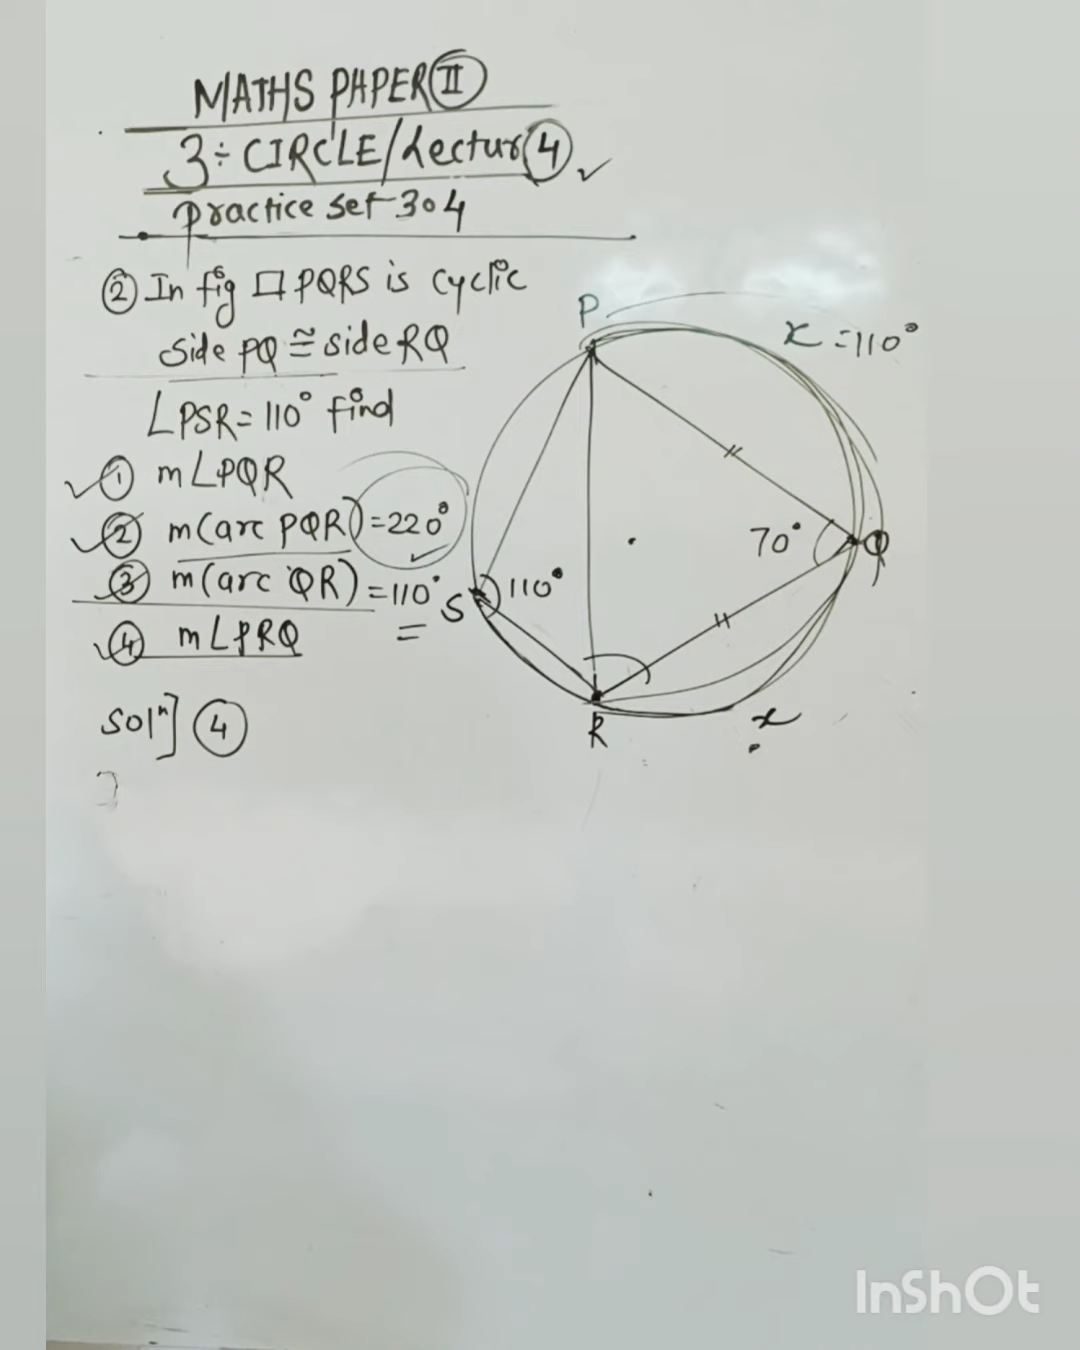 MATHS PAPER II
3÷ CIRCLE/Lectur 4
Practice set-3.4
② In fig □ PQRS is cyclic
side PQ ≅ side RQ
∠PSR = 110° find
① m∠PQR
② m(arc PQR) = 220°
③ m(arc QR) = 110°
④ m∠PRQ
Solⁿ] ④
P
x = 110°
70°
Q
S
110°
R
x
InShOt